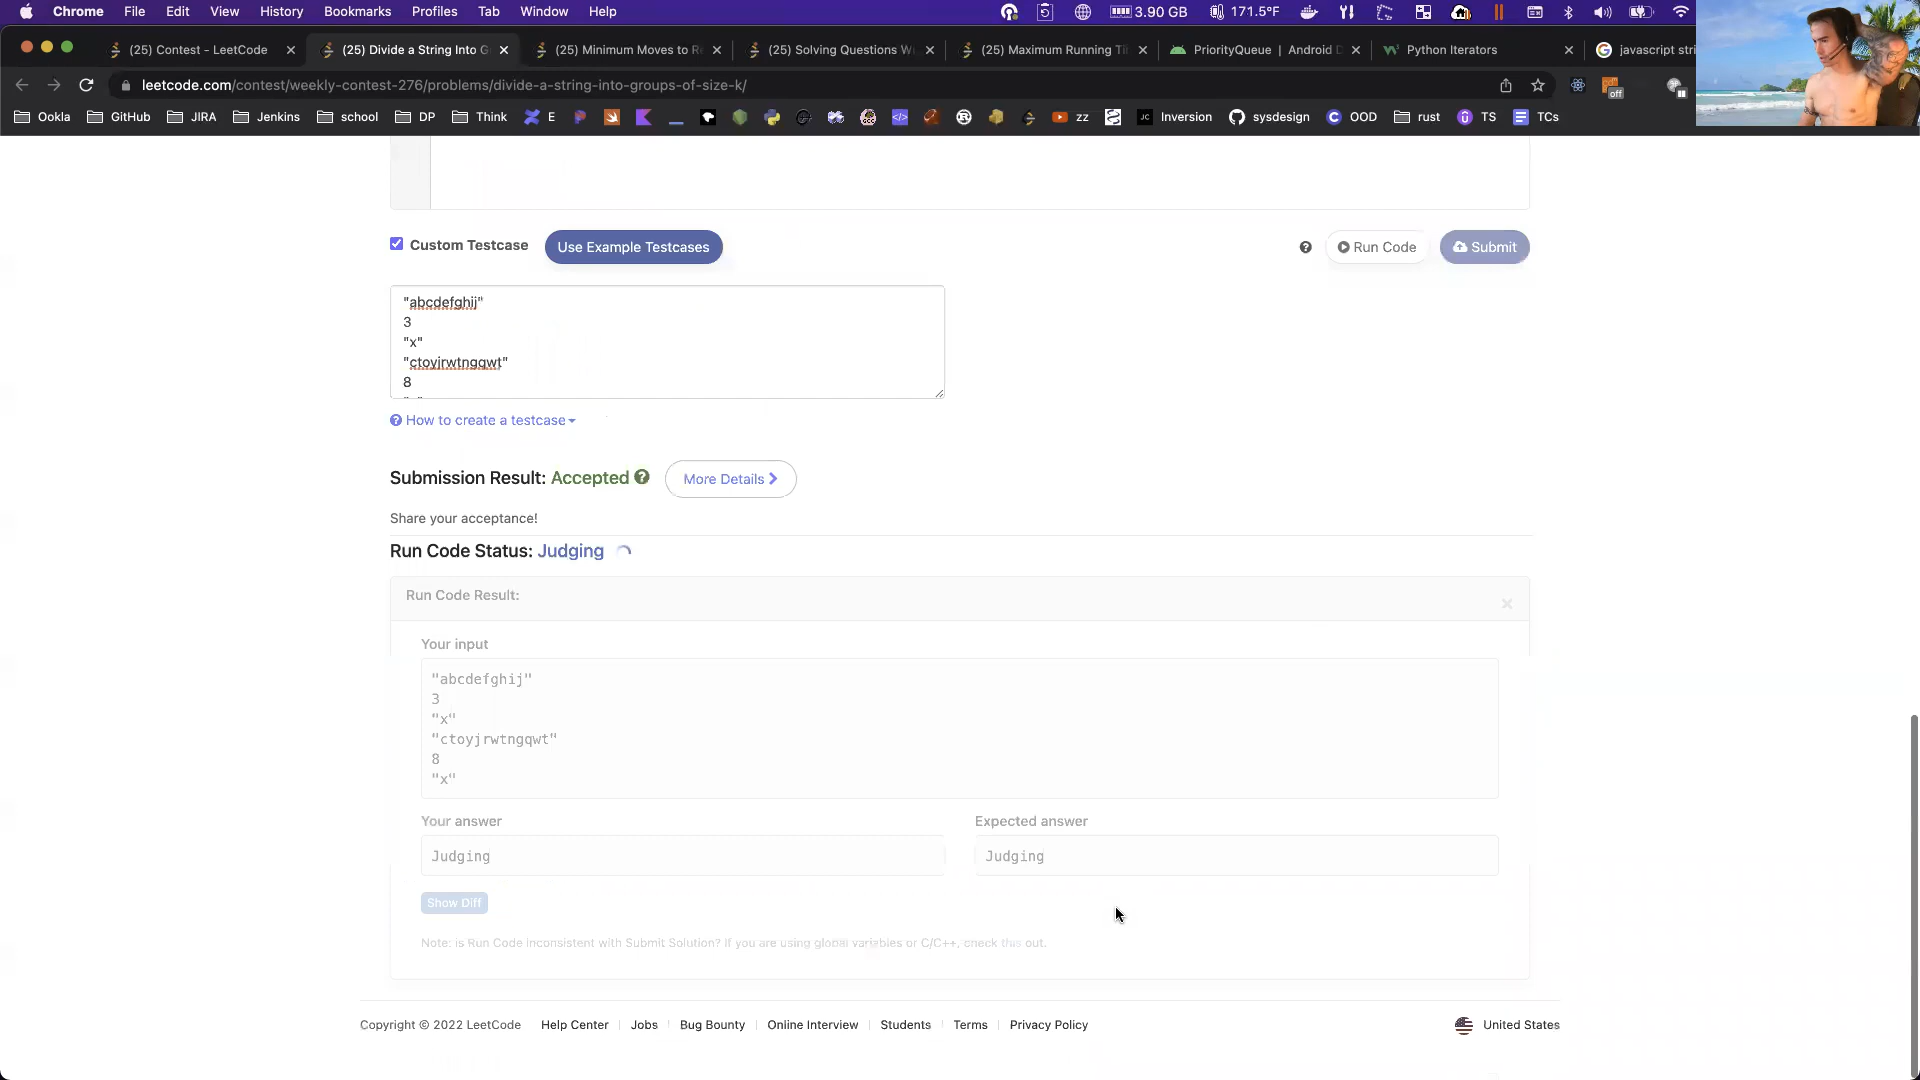 Chrome File Edit View History Bookmarks Profiles Tab Window Help 3.90 GB 171.5°F
(25) Contest - LeetCode (25) Divide a String Into G (25) Minimum Moves to R (25) Solving Questions W (25) Maximum Running Ti PriorityQueue | Android D Python Iterators javascript stri
leetcode.com/contest/weekly-contest-276/problems/divide-a-string-into-groups-of-size-k/ off
Ookla GitHub JIRA Jenkins school DP Think E zz Inversion sysdesign OOD rust TS TCs
Custom Testcase Use Example Testcases Run Code Submit
"abcdefghij"
3
"x"
"ctoyjrwtngqwt"
8
How to create a testcase
Submission Result: Accepted More Details
Share your acceptance!
Run Code Status: Judging
Run Code Result:
Your input
"abcdefghij"
3
"x"
"ctoyjrwtngqwt"
8
"x"
Your answer Expected answer
Judging Judging
Show Diff
Note: is Run Code inconsistent with Submit Solution? If you are using global variables or C/C++, check this out.
Copyright © 2022 LeetCode Help Center Jobs Bug Bounty Online Interview Students Terms Privacy Policy United States